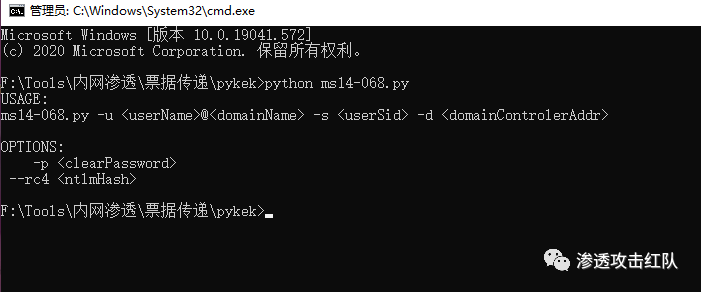 管理员: C:\Windows\System32\cmd.exe
Microsoft Windows [版本 10.0.19041.572]
(c) 2020 Microsoft Corporation. 保留所有权利。
F:\Tools\内网渗透\票据传递\pykek>python ms14-068.py
USAGE:
ms14-068.py -u <userName>@<domainName> -s <userSid> -d <domainControlerAddr>
OPTIONS:
-p <clearPassword>
--rc4 <ntlmHash>
F:\Tools\内网渗透\票据传递\pykek>
渗透攻击红队